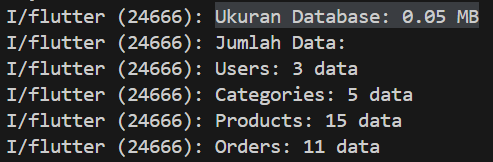 I/flutter (24666): Ukuran Database: 0.05 MB
I/flutter (24666): Jumlah Data:
I/flutter (24666): Users: 3 data
I/flutter (24666): Categories: 5 data
I/flutter (24666): Products: 15 data
I/flutter (24666): Orders: 11 data